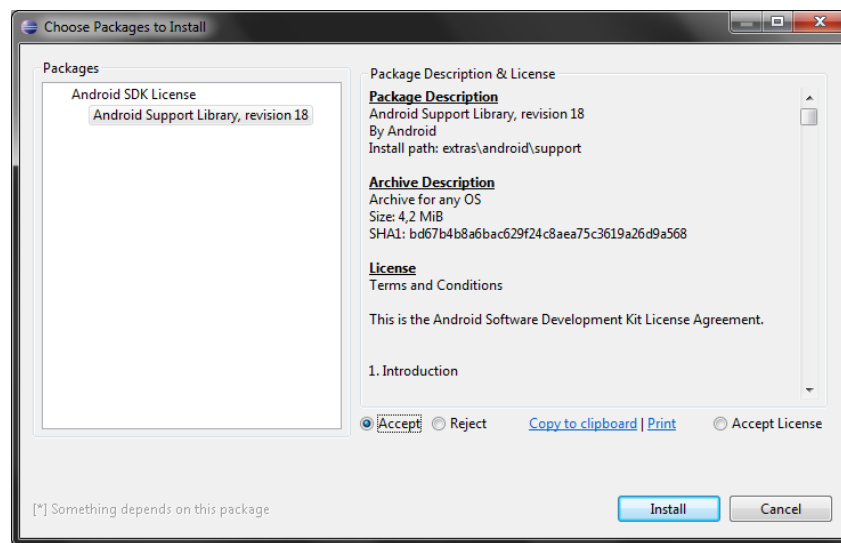 Choose Packages to Install
Packages
Android SDK License
Android Support Library, revision 18
Package Description & License
Package Description
Android Support Library, revision 18
By Android
Install path: extras\android\support
Archive Description
Archive for any OS
Size: 4,2 MiB
SHA1: bd67b4b8a6bac629f24c8aea75c3619a26d9a568
License
Terms and Conditions
This is the Android Software Development Kit License Agreement.
1. Introduction
Accept Reject Copy to clipboard | Print Accept License
[*] Something depends on this package
Install Cancel